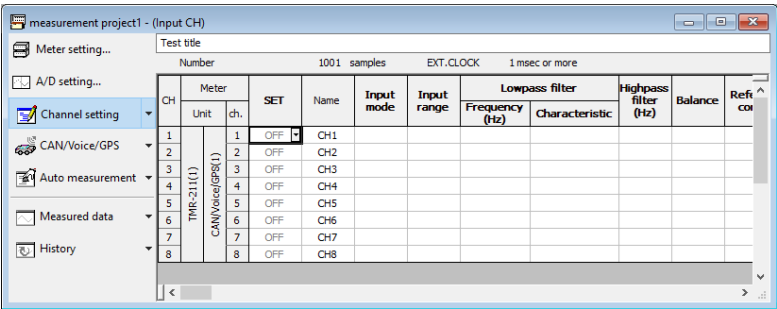 measurement project1 - (Input CH)
Meter setting...
A/D setting...
Channel setting
CAN/Voice/GPS
Auto measurement
Measured data
History
Test title
Number 1001 samples EXT.CLOCK 1 msec or more
CH Meter SET Name Input mode Input range Lowpass filter Highpass filter (Hz) Balance
Unit ch. Frequency (Hz) Characteristic
TMR-211(1)
CAN/Voice/GPS(1)
1 1 OFF CH1
2 2 OFF CH2
3 3 OFF CH3
4 4 OFF CH4
5 5 OFF CH5
6 6 OFF CH6
7 7 OFF CH7
8 8 OFF CH8